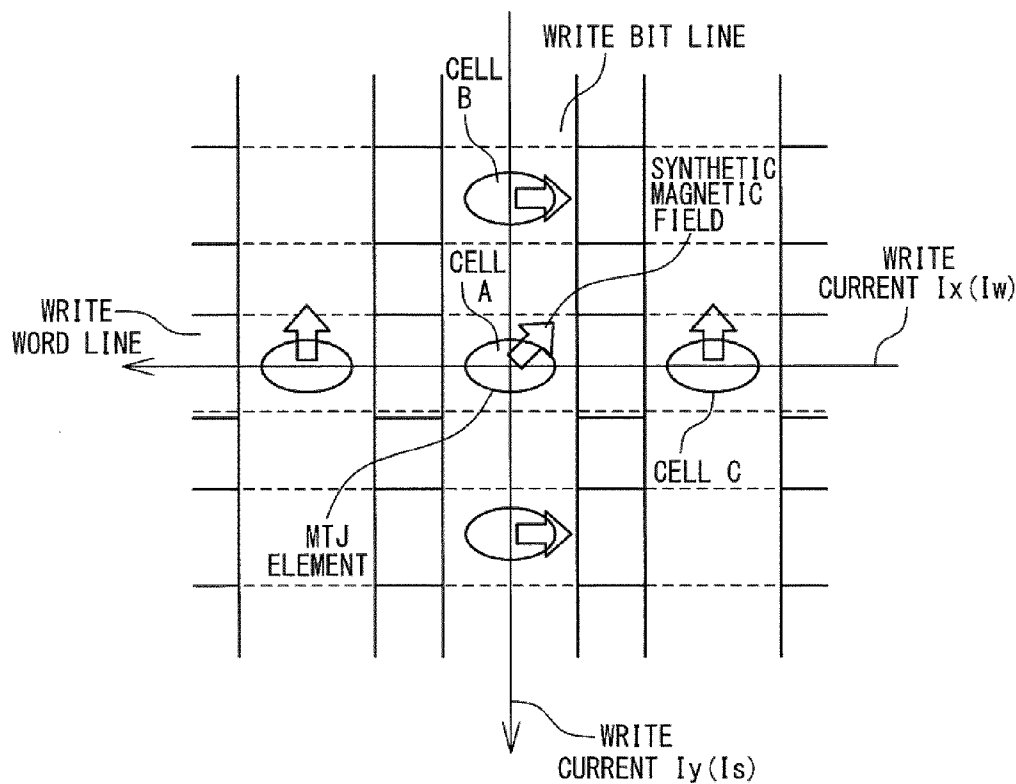 WRITE BIT LINE
CELL
B
SYNTHETIC
MAGNETIC
FIELD
CELL
A
WRITE
CURRENT Ix(Iw)
WRITE
WORD LINE
CELL C
MTJ
ELEMENT
WRITE
CURRENT Iy(Is)